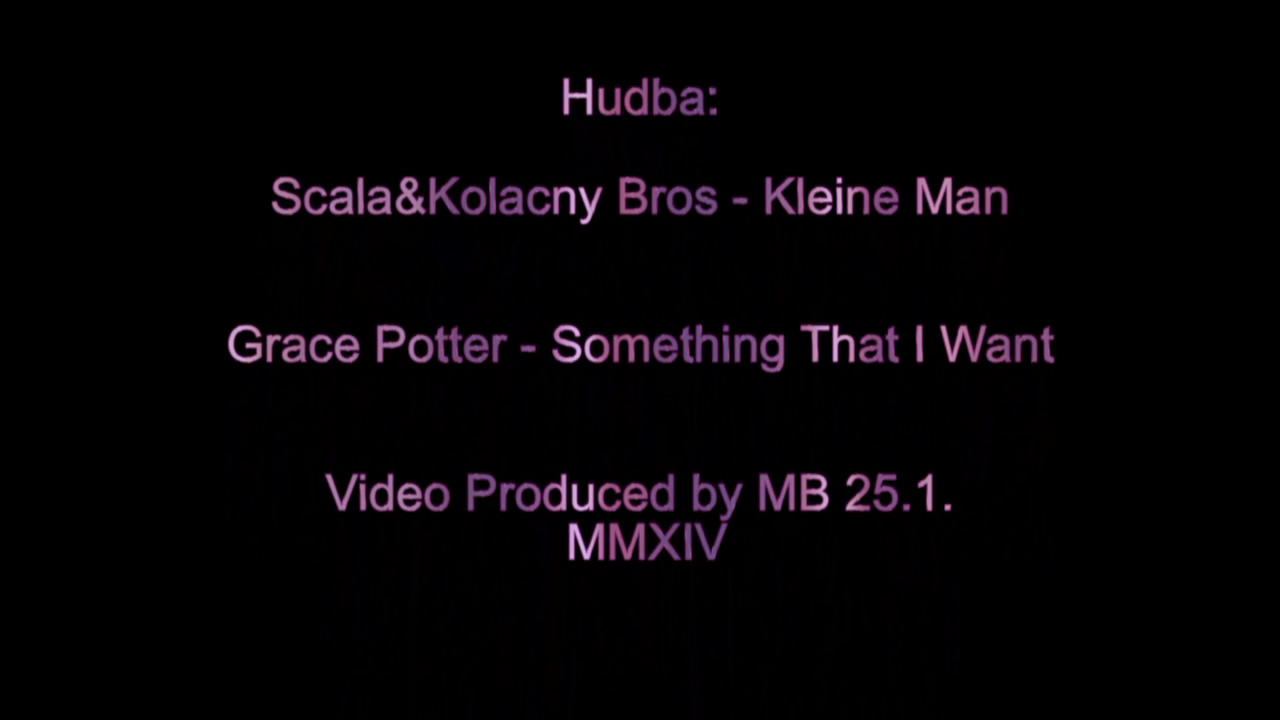 Hudba:
Scala&Kolacny Bros - Kleine Man
Grace Potter - Something That I Want
Video Produced by MB 25.1.
MMXIV